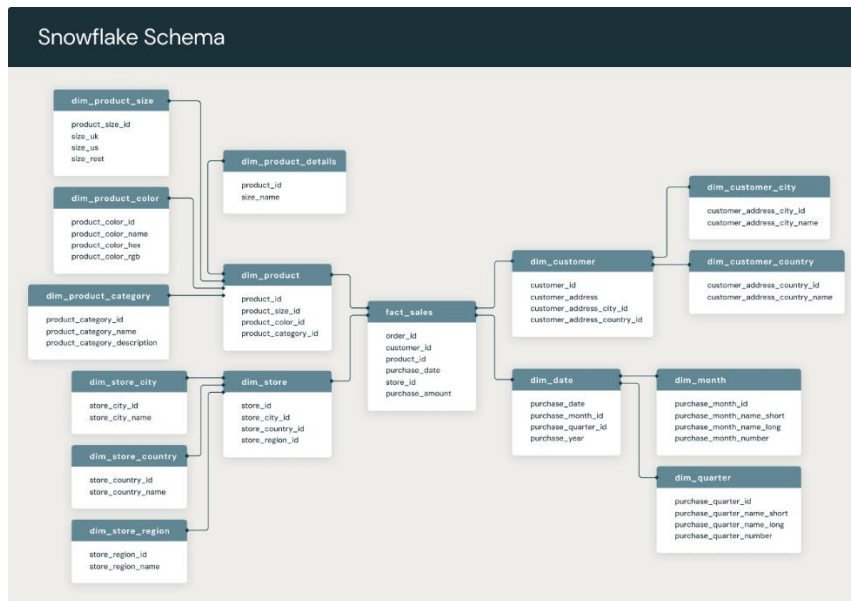 Snowflake Schema
dim_product_size
product_size_id
size_uk
size_us
size_rest
dim_product_details
product_id
size_name
dim_product_color
product_color_id
product_color_name
product_color_hex
product_color_rgb
dim_product
product_id
product_size_id
product_color_id
product_category_id
dim_product_category
product_category_id
product_category_name
product_category_description
dim_store_city
store_city_id
store_city_name
dim_store
store_id
store_city_id
store_country_id
store_region_id
dim_store_country
store_country_id
store_country_name
dim_store_region
store_region_id
store_region_name
fact_sales
order_id
customer_id
product_id
purchase_date
store_id
purchase_amount
dim_customer
customer_id
customer_address
customer_address_city_id
customer_address_country_id
dim_customer_city
customer_address_city_id
customer_address_city_name
dim_customer_country
customer_address_country_id
customer_address_country_name
dim_date
purchase_date
purchase_month_id
purchase_quarter_id
purchase_year
dim_month
purchase_month_id
purchase_month_name_short
purchase_month_name_long
purchase_month_number
dim_quarter
purchase_quarter_id
purchase_quarter_name_short
purchase_quarter_name_long
purchase_quarter_number